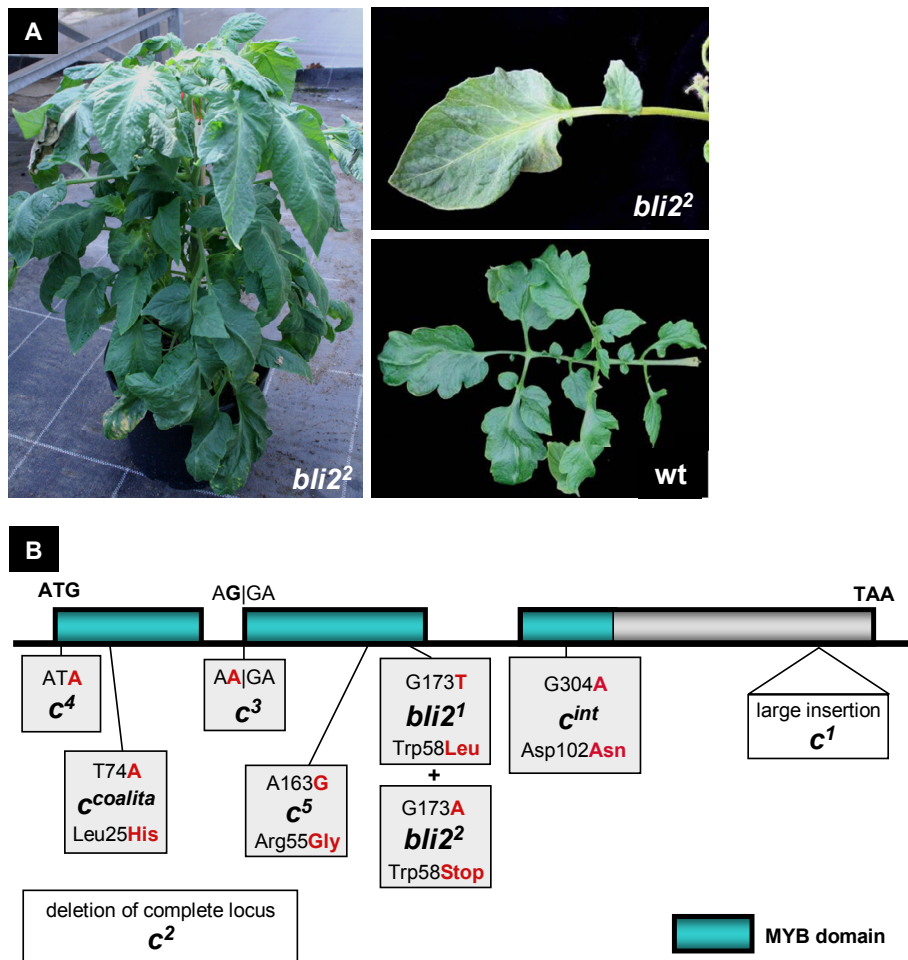 A
bli2²
bli2²
wt
B
ATG
AG|GA
TAA
ATA
c⁴
AA|GA
c³
G173T
bli2¹
Trp58Leu
+
G173A
bli2²
Trp58Stop
G304A
cⁱⁿᵗ
Asp102Asn
large insertion
c¹
T74A
c^coalita
Leu25His
A163G
c⁵
Arg55Gly
deletion of complete locus
c²
MYB domain